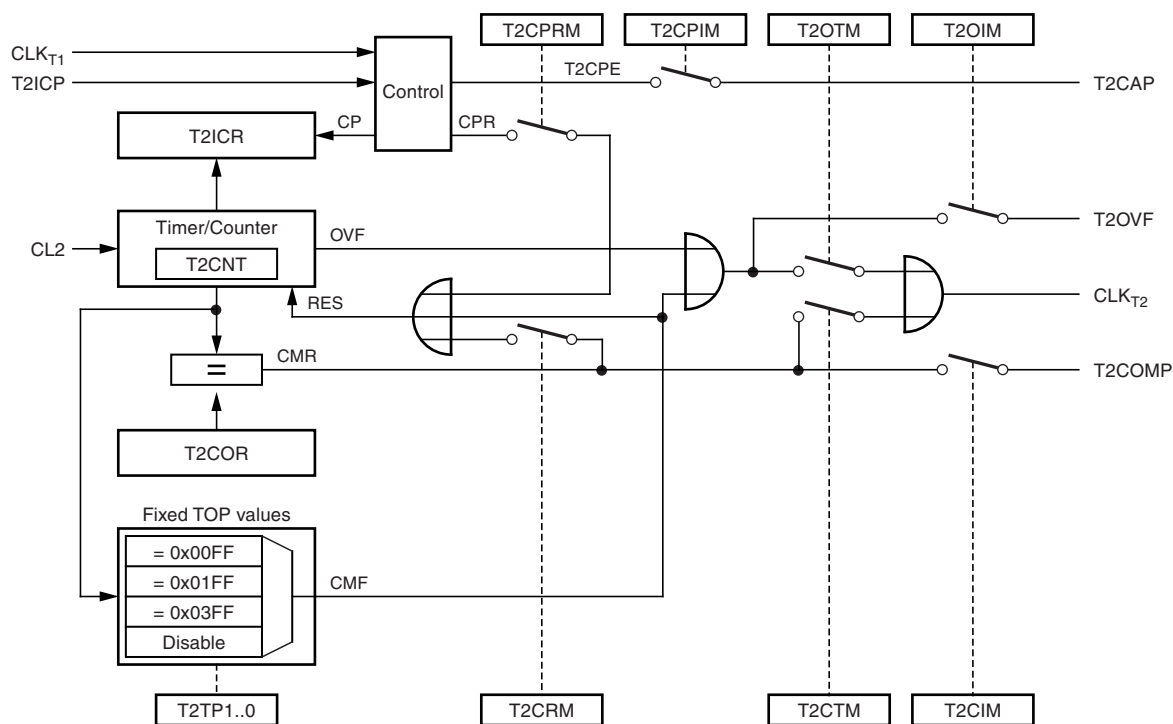 T2CPRM
T2CPIM
T2OTM
T2OIM
CLKT1
T2ICP
Control
T2CPE
T2CAP
T2ICR
CP
CPR
Timer/Counter
T2CNT
CL2
OVF
RES
T2OVF
CLKT2
=
CMR
T2COMP
T2COR
Fixed TOP values
= 0x00FF
= 0x01FF
= 0x03FF
Disable
CMF
T2TP1..0
T2CRM
T2CTM
T2CIM